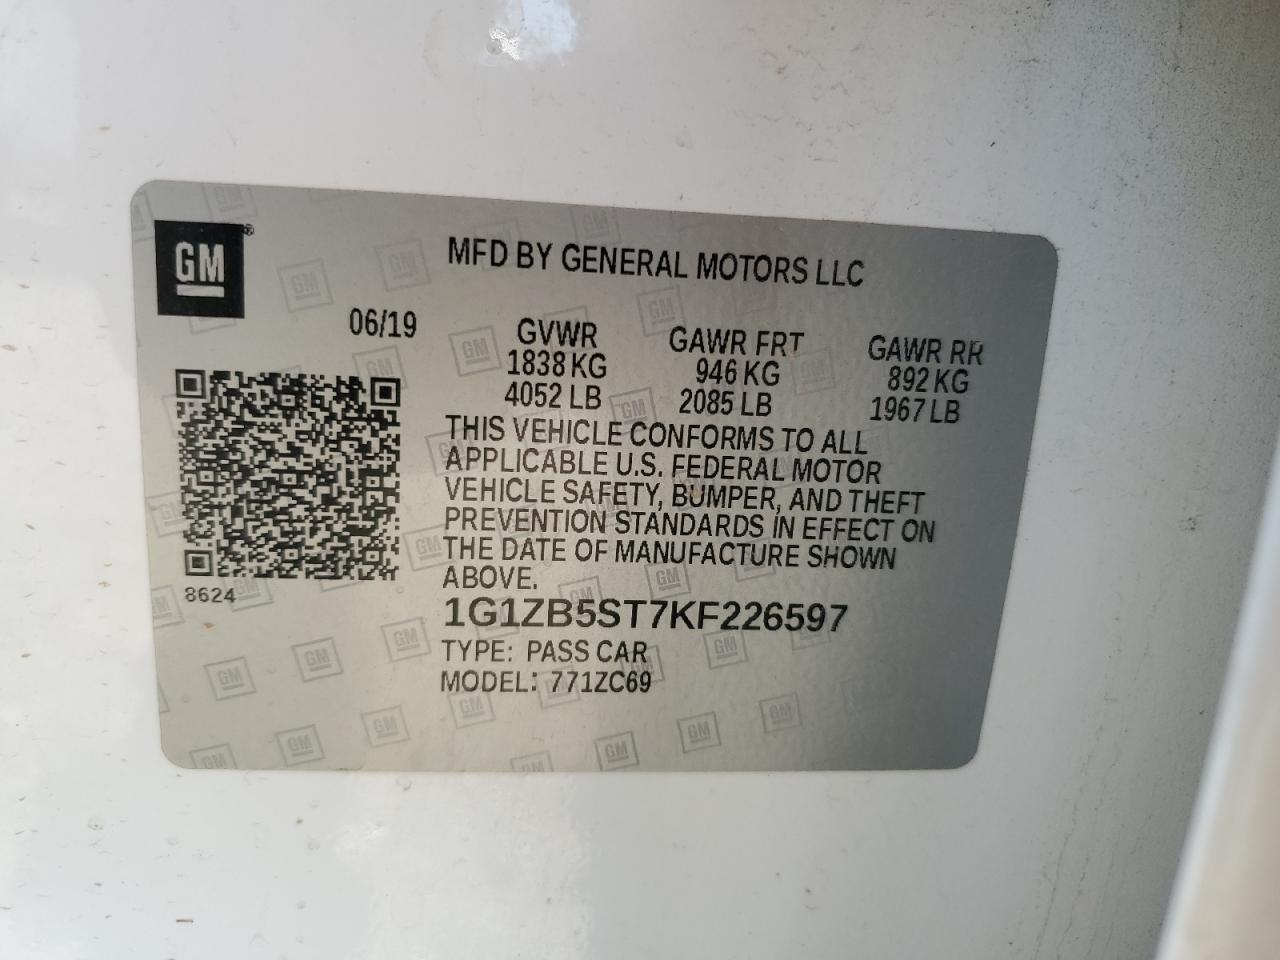 GM®
MFD BY GENERAL MOTORS LLC
06/19
GVWR
1838 KG
4052 LB
GAWR FRT
946 KG
2085 LB
GAWR RR
892 KG
1967 LB
THIS VEHICLE CONFORMS TO ALL
APPLICABLE U.S. FEDERAL MOTOR
VEHICLE SAFETY, BUMPER, AND THEFT
PREVENTION STANDARDS IN EFFECT ON
THE DATE OF MANUFACTURE SHOWN
ABOVE.
8624
1G1ZB5ST7KF226597
TYPE: PASS CAR
MODEL: 771ZC69